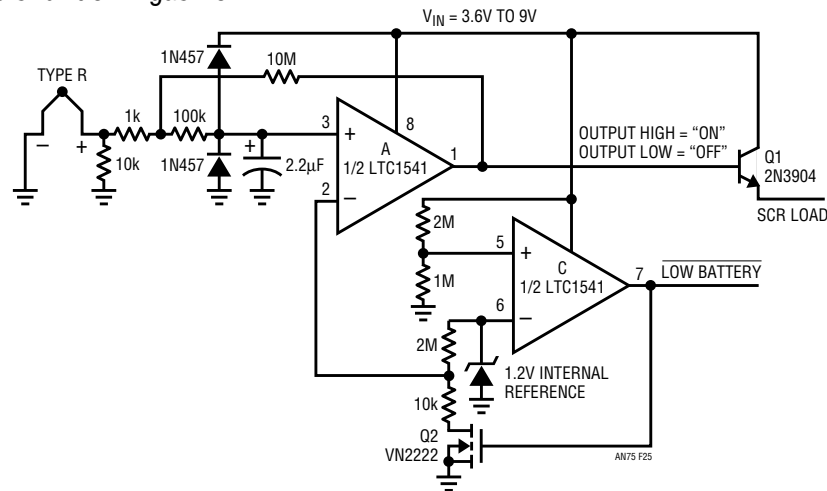 V_IN = 3.6V TO 9V
1N457
10M
TYPE R
1k
100k
3
+
8
A
1/2 LTC1541
1
OUTPUT HIGH = “ON”
OUTPUT LOW = “OFF”
Q1
2N3904
– +
10k
1N457
+
2.2µF
2
–
SCR LOAD
2M
5
+
C
1/2 LTC1541
7
LOW BATTERY
1M
6
–
2M
1.2V INTERNAL
REFERENCE
10k
Q2
VN2222
AN75 F25